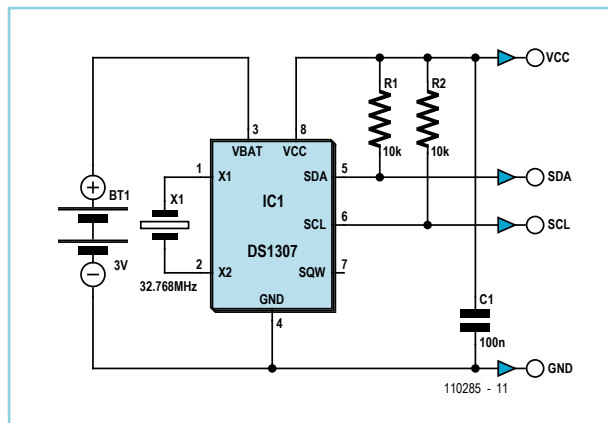 VCC
R1
R2
3
8
10k
10k
VBAT
VCC
1
X1
SDA
5
SDA
BT1
X1
IC1
SCL
6
SCL
DS1307
2
X2
SQW
7
3V
32.768MHz
GND
C1
4
100n
GND
110285 - 11